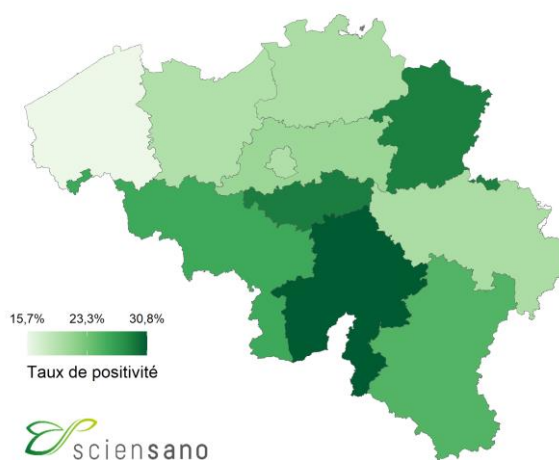 15,7% 23,3% 30,8%
Taux de positivité
sciensano